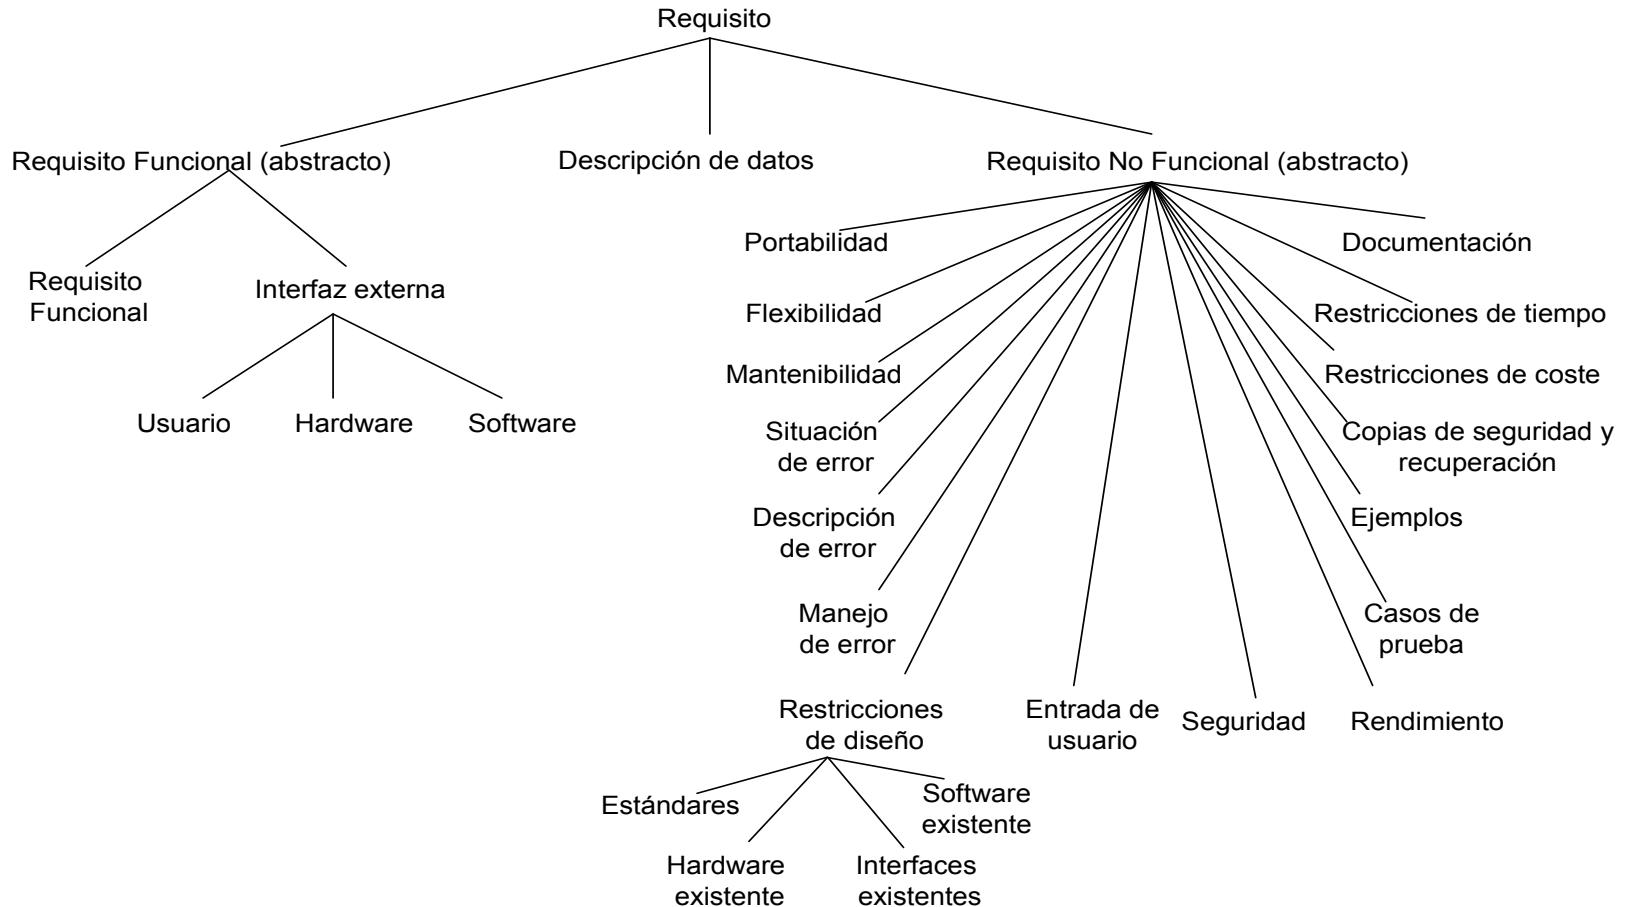 Requisito
Requisito Funcional (abstracto)
Descripción de datos
Requisito No Funcional (abstracto)
Requisito
Funcional
Interfaz externa
Usuario
Hardware
Software
Portabilidad
Flexibilidad
Mantenibilidad
Situación
de error
Descripción
de error
Manejo
de error
Restricciones
de diseño
Estándares
Hardware
existente
Interfaces
existentes
Software
existente
Entrada de
usuario
Seguridad
Rendimiento
Casos de
prueba
Ejemplos
Copias de seguridad y
recuperación
Restricciones de coste
Restricciones de tiempo
Documentación